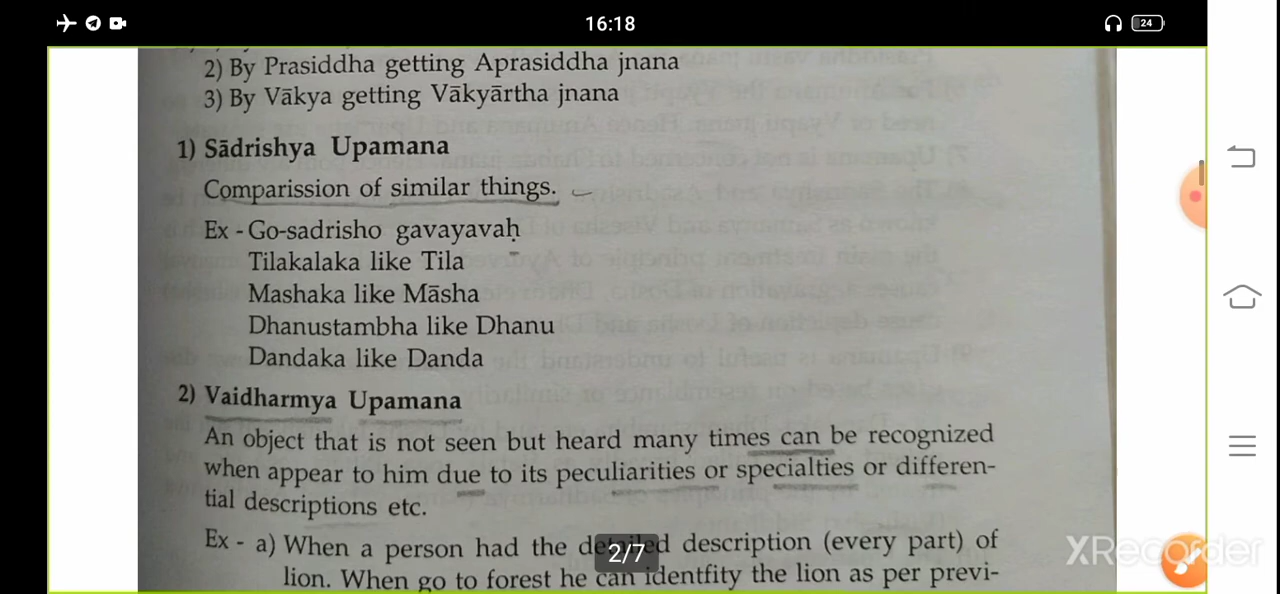 16:18
24
2) By Prasiddha getting Aprasiddha jnana
3) By Vākya getting Vākyārtha jnana
1) Sādrishya Upamana
Comparission of similar things.
Ex - Go-sadrisho gavayavaḥ
Tilakalaka like Tila
Mashaka like Māsha
Dhanustambha like Dhanu
Dandaka like Danda
2) Vaidharmya Upamana
An object that is not seen but heard many times can be recognized
when appear to him due to its peculiarities or specialties or differen-
tial descriptions etc.
Ex - a) When a person had the detailed description (every part) of
lion. When go to forest he can identfity the lion as per previ-
2/7
XRecorder